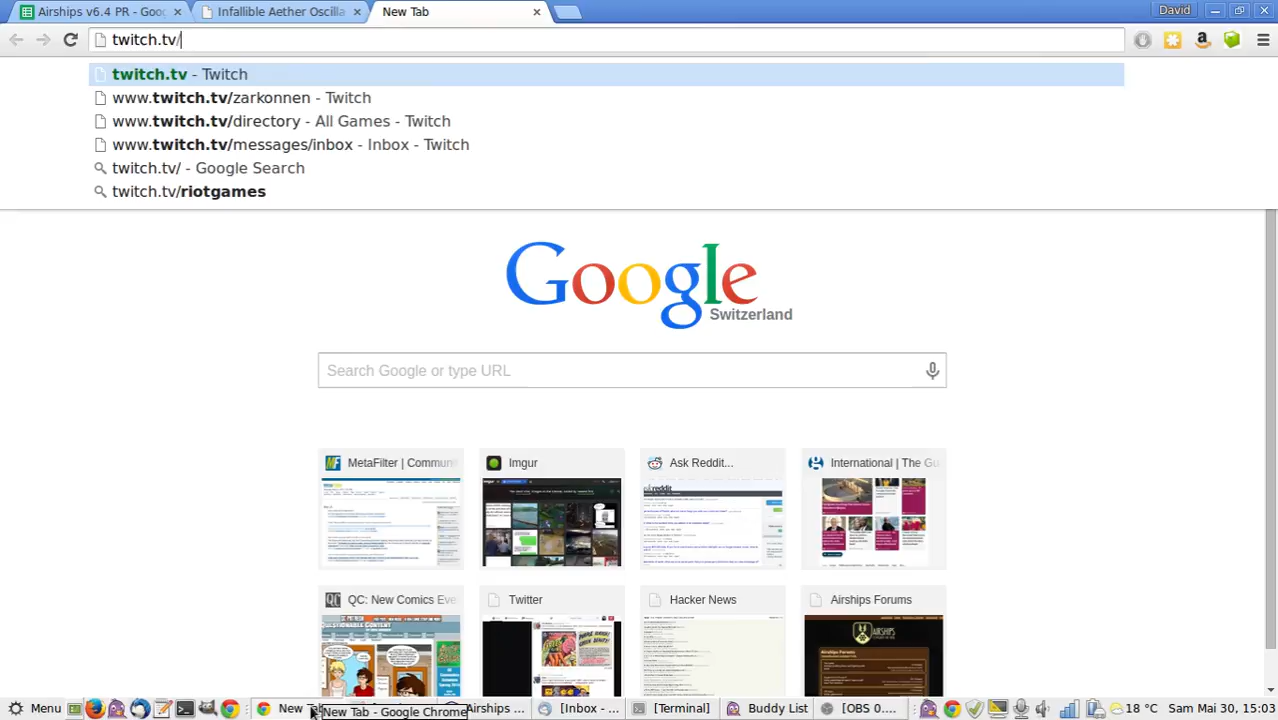 Airships v6.4 PR - Goog
Infallible Aether Oscilla
New Tab
David
twitch.tv/
twitch.tv - Twitch
www.twitch.tv/zarkonnen - Twitch
www.twitch.tv/directory - All Games - Twitch
www.twitch.tv/messages/inbox - Inbox - Twitch
twitch.tv/ - Google Search
twitch.tv/riotgames
Google
Switzerland
Search Google or type URL
MetaFilter | Commun
Imgur
Ask Reddit...
International | The Gu
QC: New Comics Eve
Twitter
Hacker News
Airships Forums
Menu
New
New Tab - Google Chrome
Airships ...
[Inbox - ...
[Terminal]
Buddy List
[OBS 0....
18 °C
Sam Mai 30, 15:03